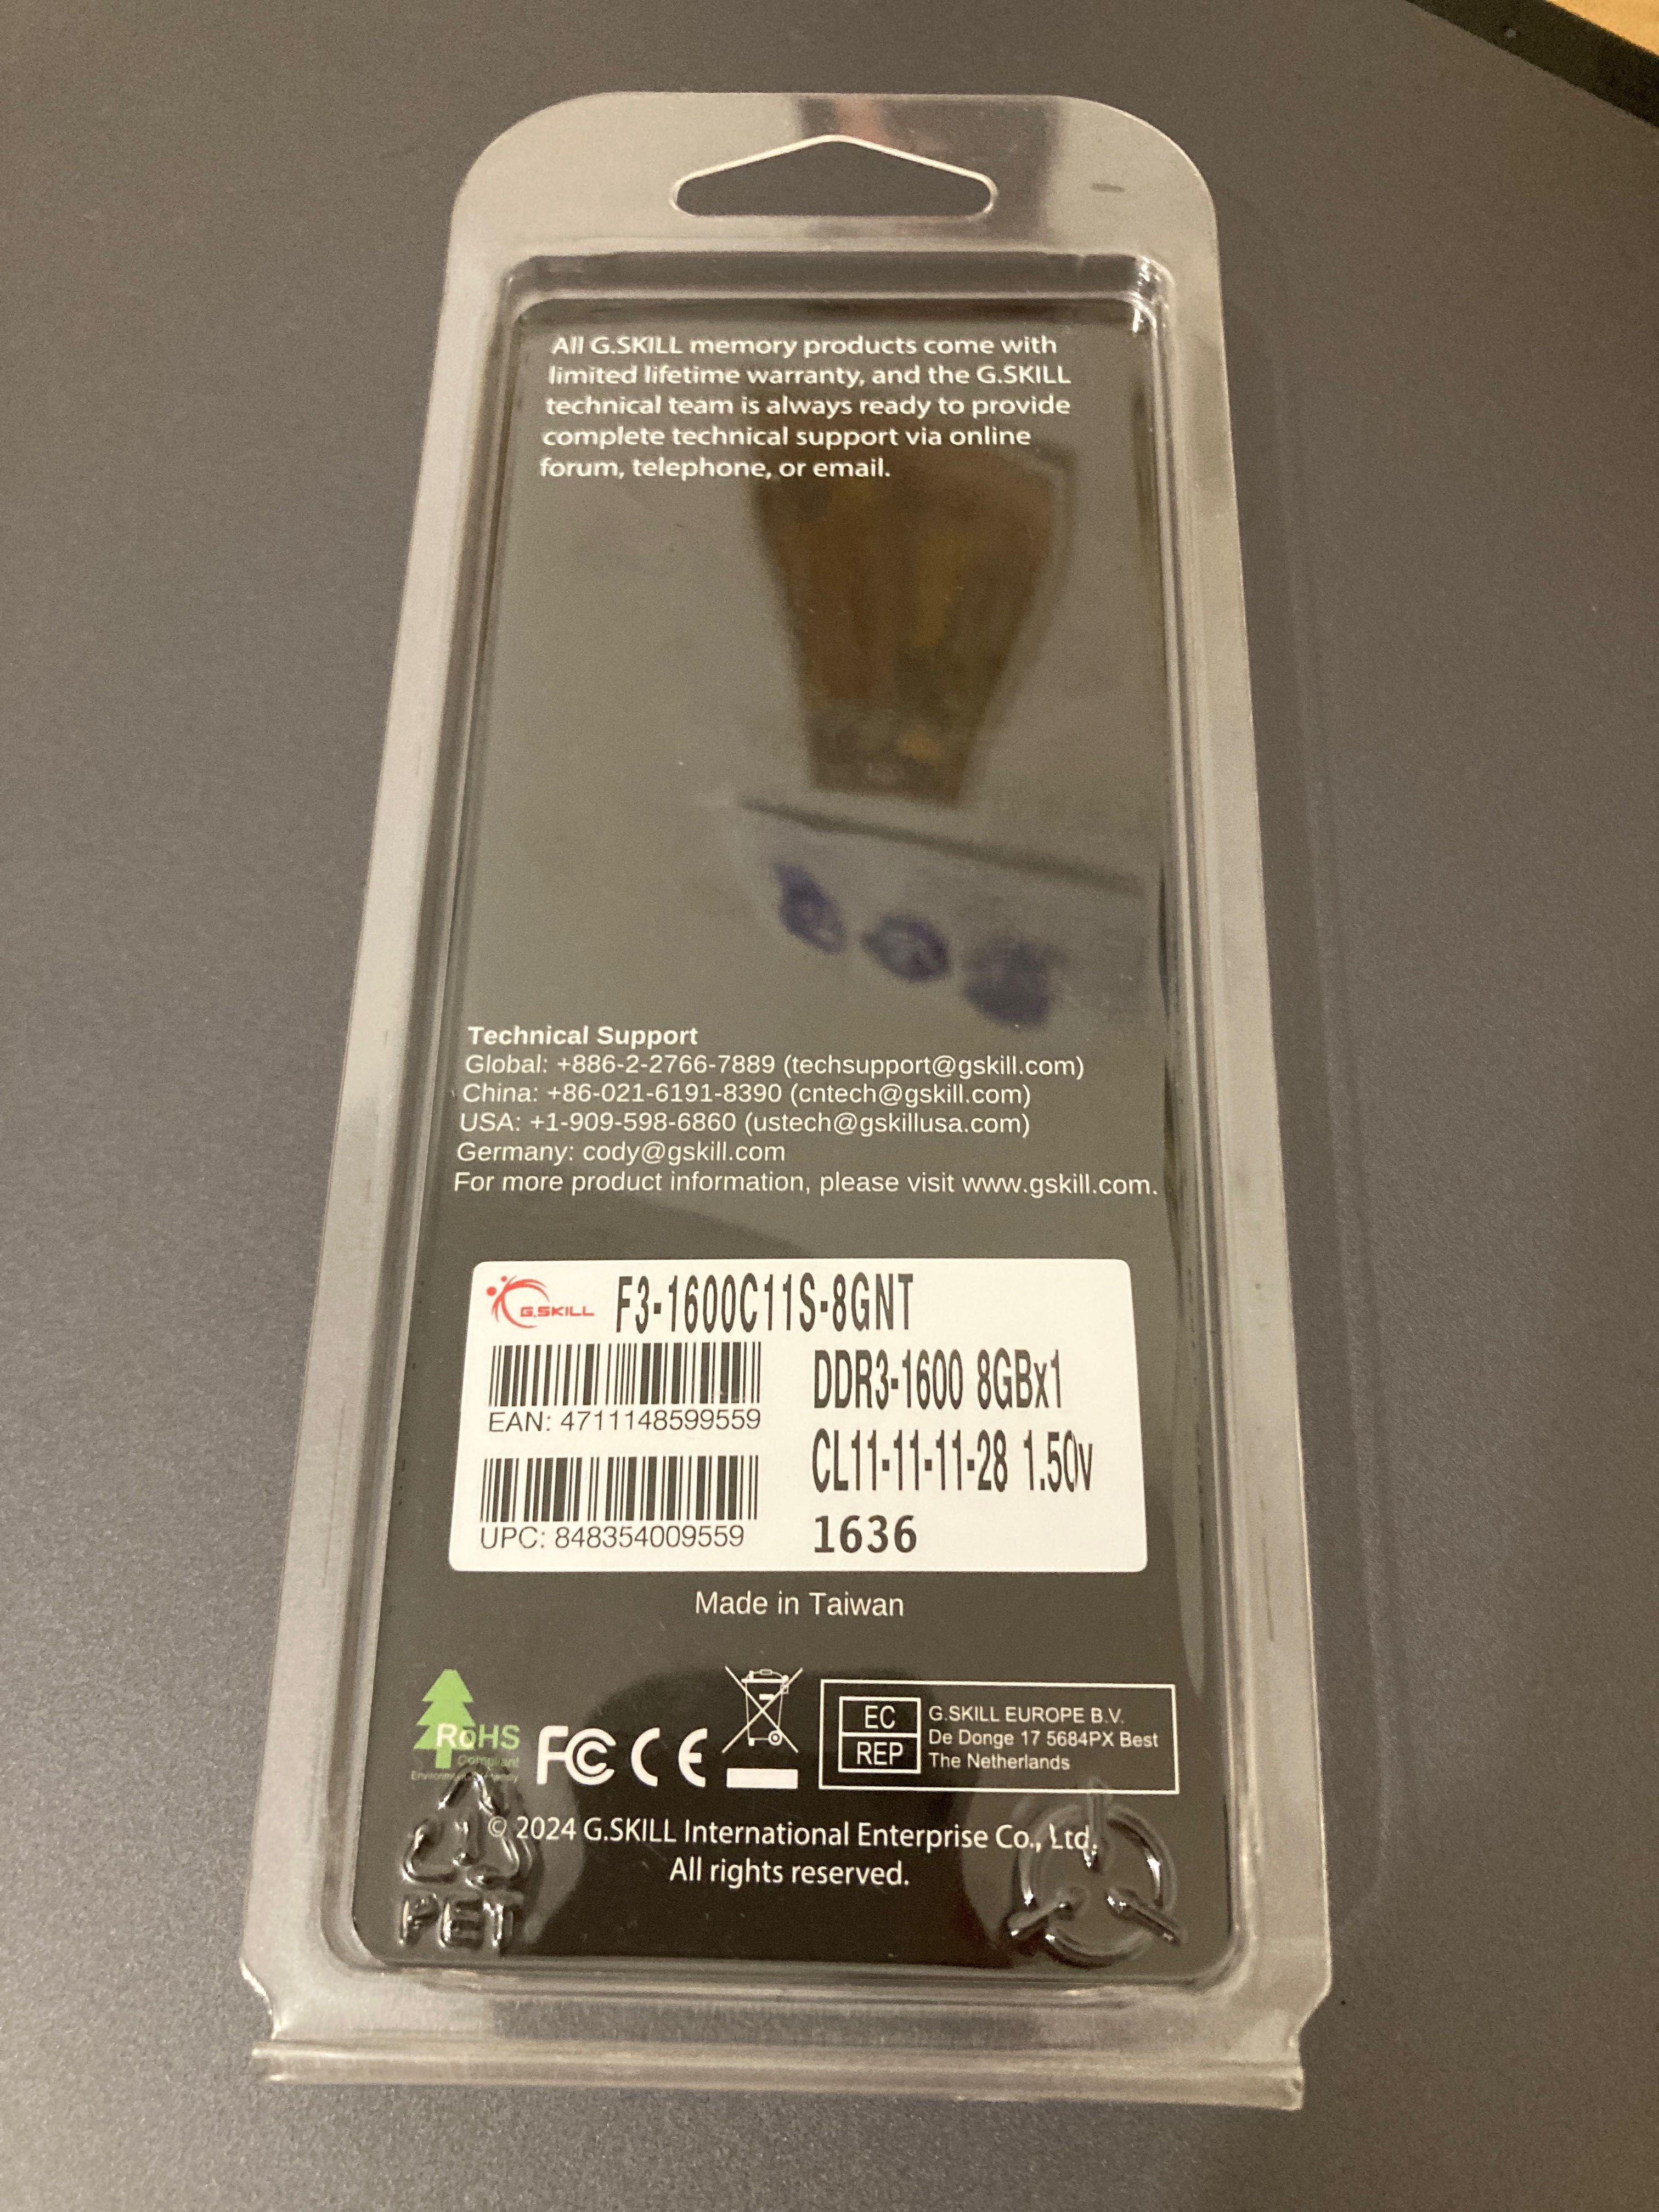 All G.SKILL memory products come with
limited lifetime warranty, and the G.SKILL
technical team is always ready to provide
complete technical support via online
forum, telephone, or email.
Technical Support
Global: +886-2-2766-7889 (techsupport@gskill.com)
China: +86-021-6191-8390 (cntech@gskill.com)
USA: +1-909-598-6860 (ustech@gskillusa.com)
Germany: cody@gskill.com
For more product information, please visit www.gskill.com.
G.SKILL F3-1600C11S-8GNT
DDR3-1600 8GBx1
EAN: 4711148599559
CL11-11-11-28 1.50v
UPC: 848354009559
1636
Made in Taiwan
RoHS
Compliant
FC CE
EC
REP
G.SKILL EUROPE B.V.
De Donge 17 5684PX Best
The Netherlands
1
© 2024 G.SKILL International Enterprise Co., Ltd.
All rights reserved.
PET